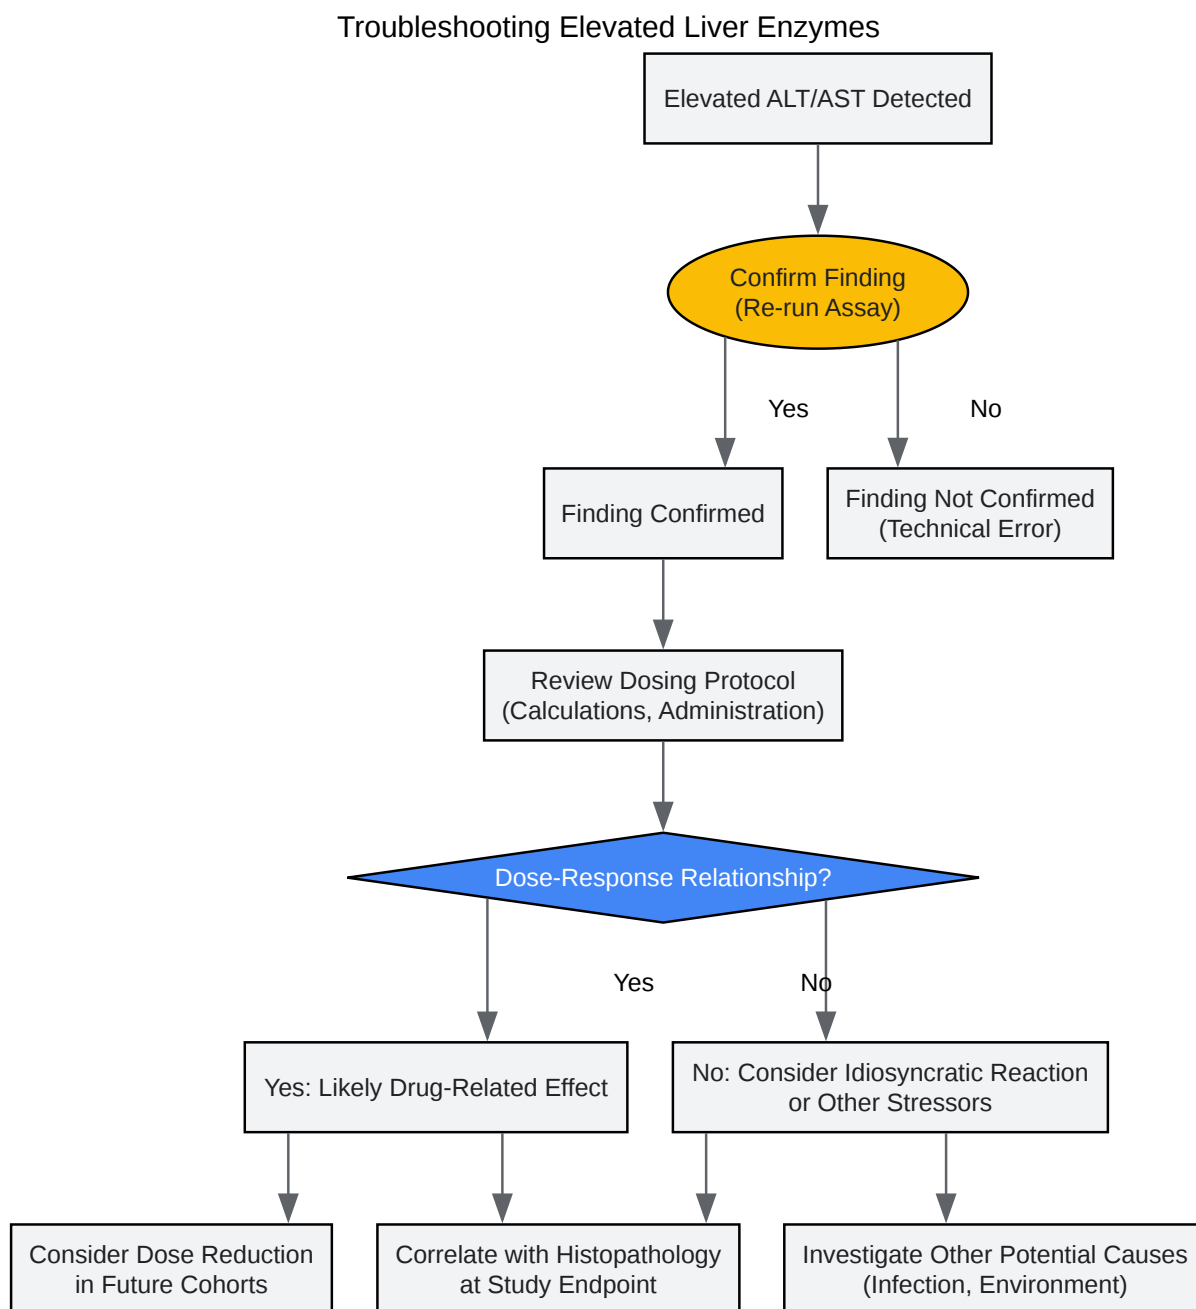 Troubleshooting Elevated Liver Enzymes
Elevated ALT/AST Detected
Confirm Finding
(Re-run Assay)
Yes
No
Finding Confirmed
Finding Not Confirmed
(Technical Error)
Review Dosing Protocol
(Calculations, Administration)
Dose-Response Relationship?
Yes
No
Yes: Likely Drug-Related Effect
No: Consider Idiosyncratic Reaction
or Other Stressors
Consider Dose Reduction
in Future Cohorts
Correlate with Histopathology
at Study Endpoint
Investigate Other Potential Causes
(Infection, Environment)